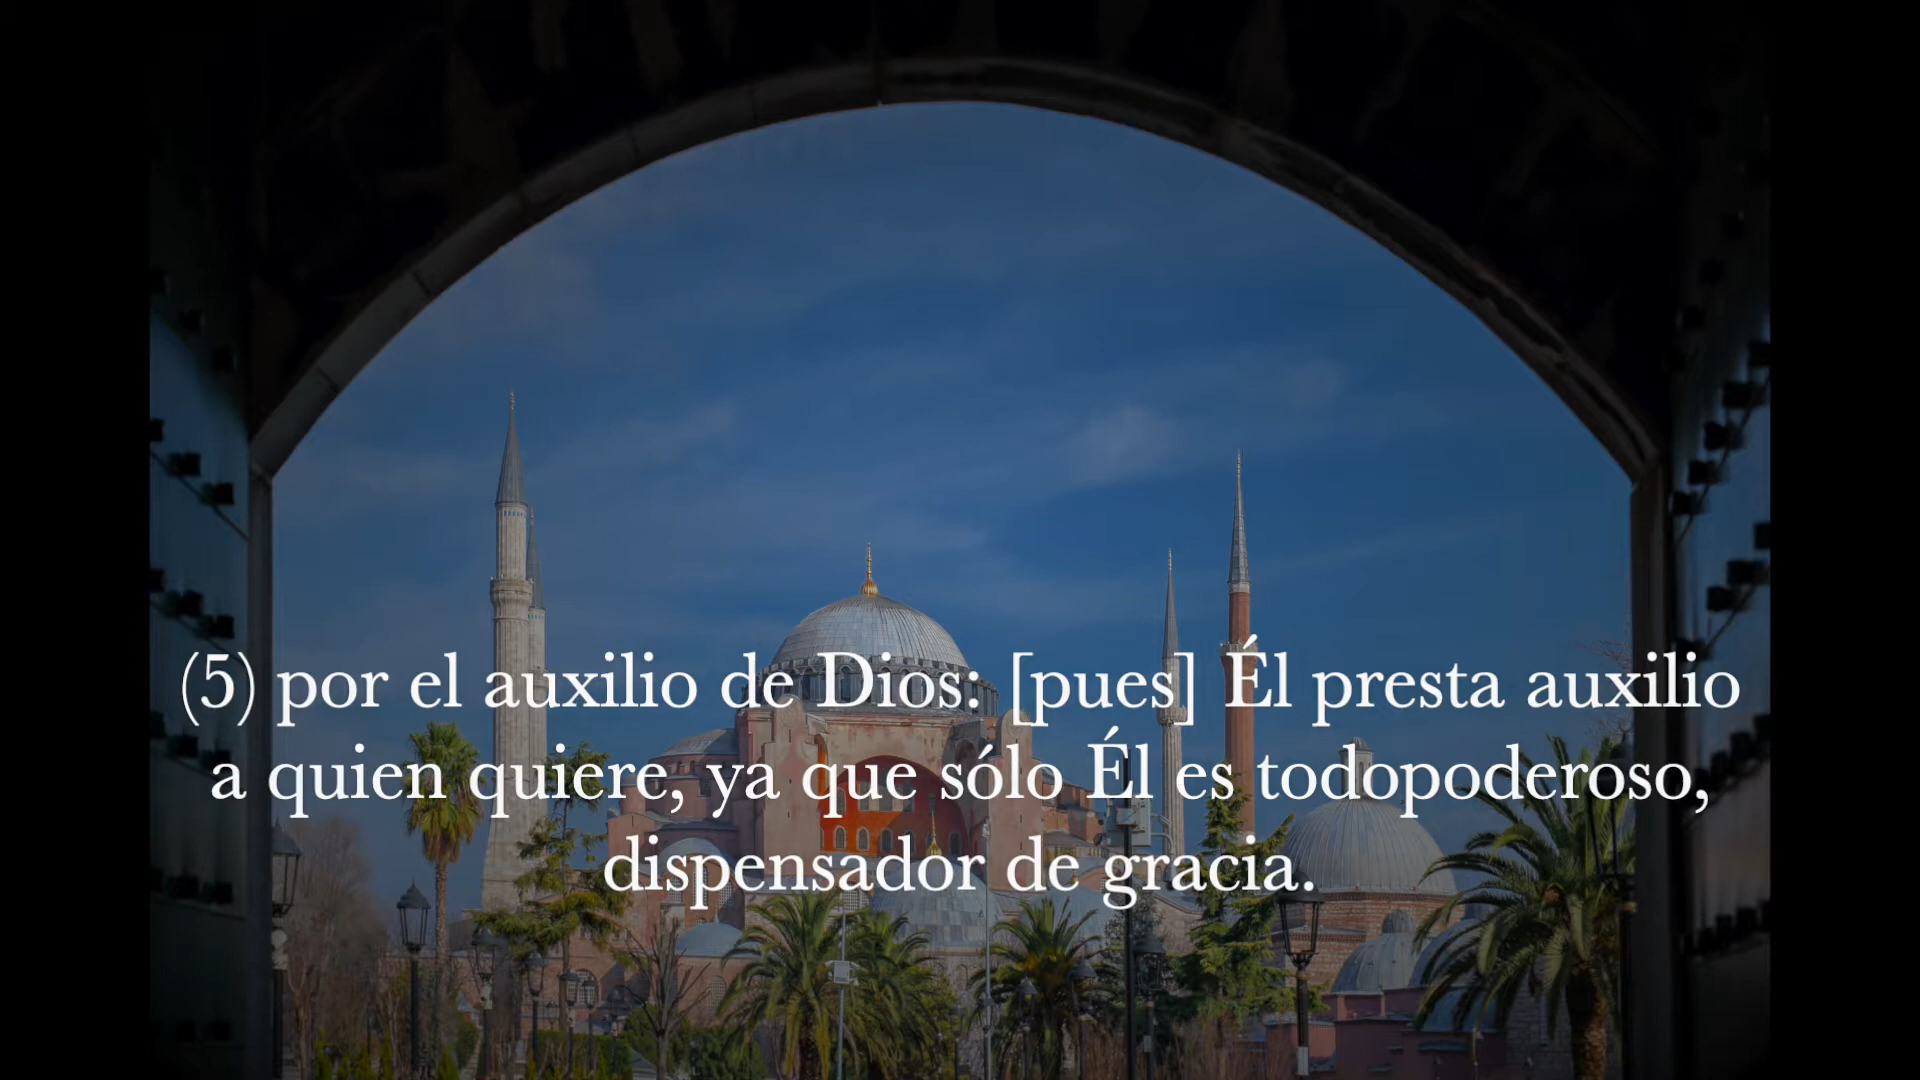 (5) por el auxilio de Dios: [pues] Él presta auxilio
a quien quiere, ya que sólo Él es todopoderoso,
dispensador de gracia.